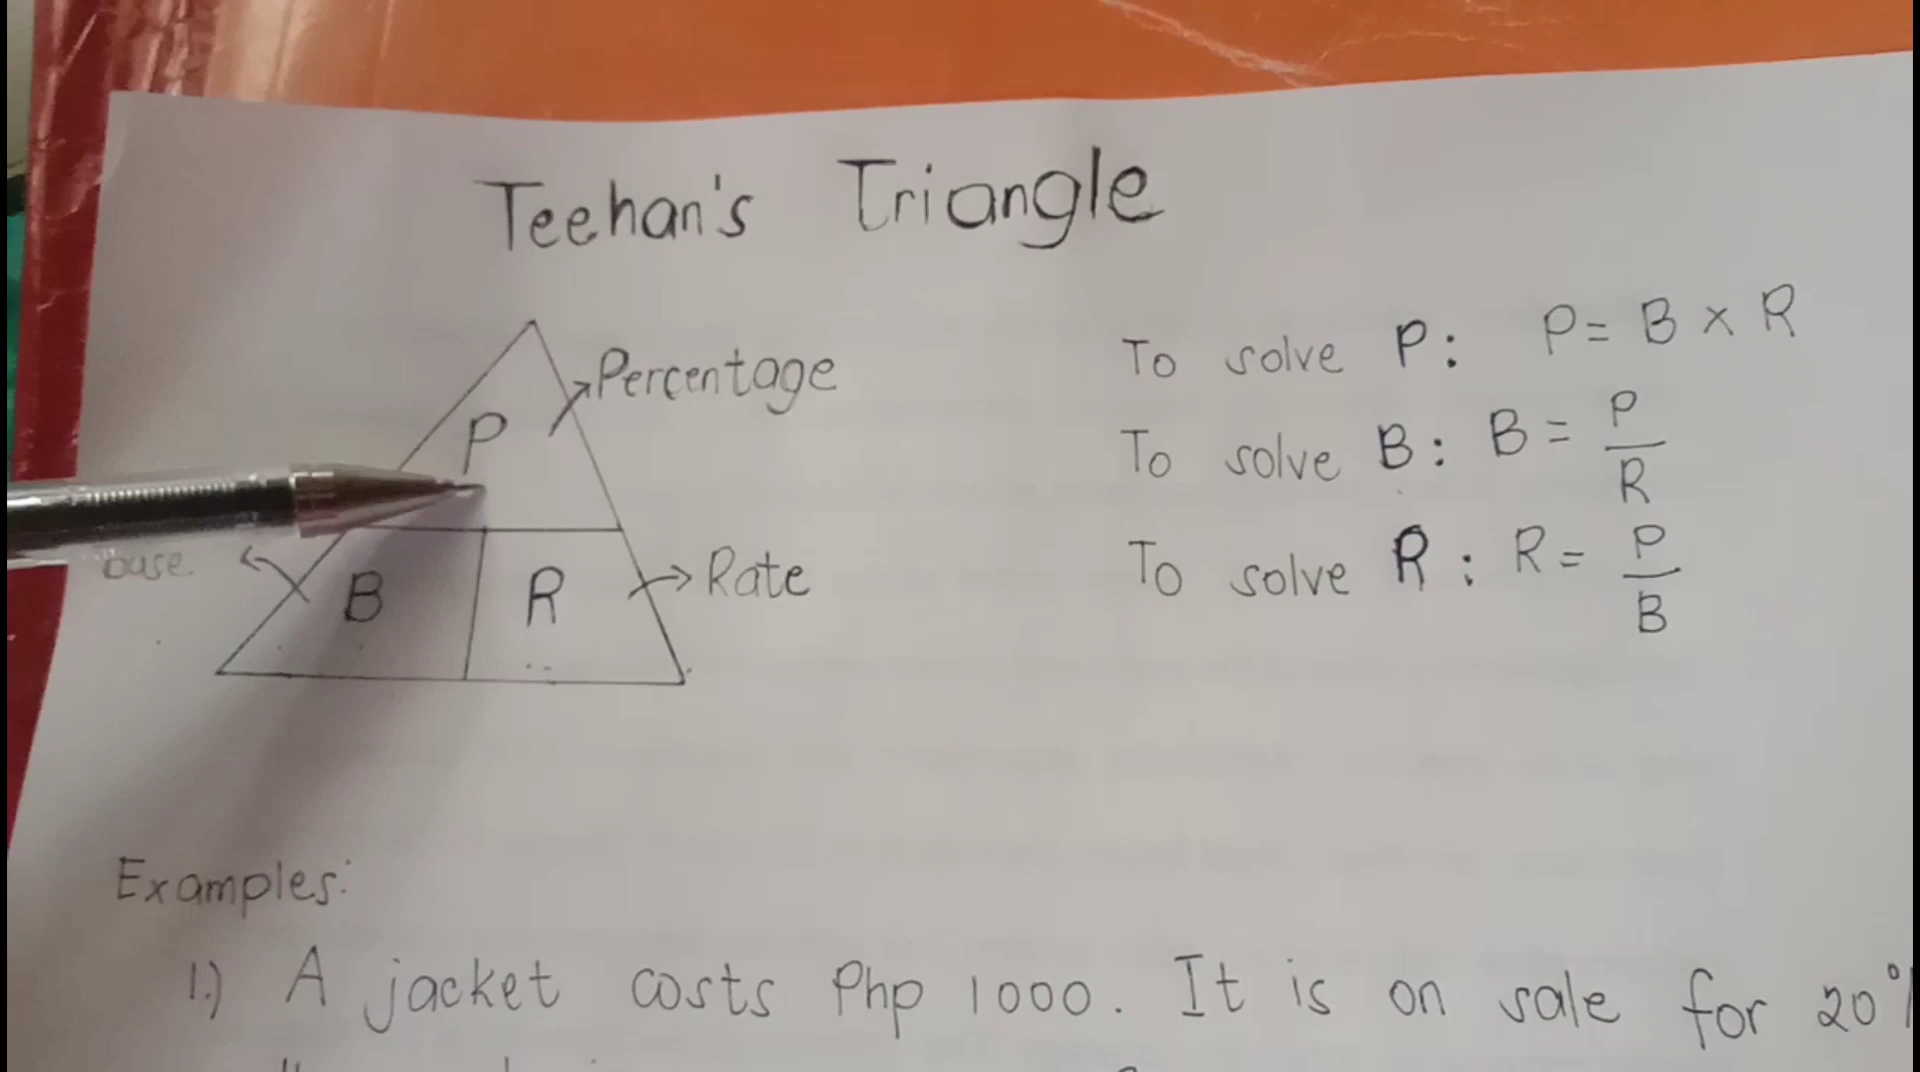 Teehan's Triangle
P
Percentage
base
B
R
Rate
To solve P: P = B x R
To solve B: B = P
R
To solve R: R = P
B
Examples:
1.) A jacket costs Php 1000. It is on sale for 20%